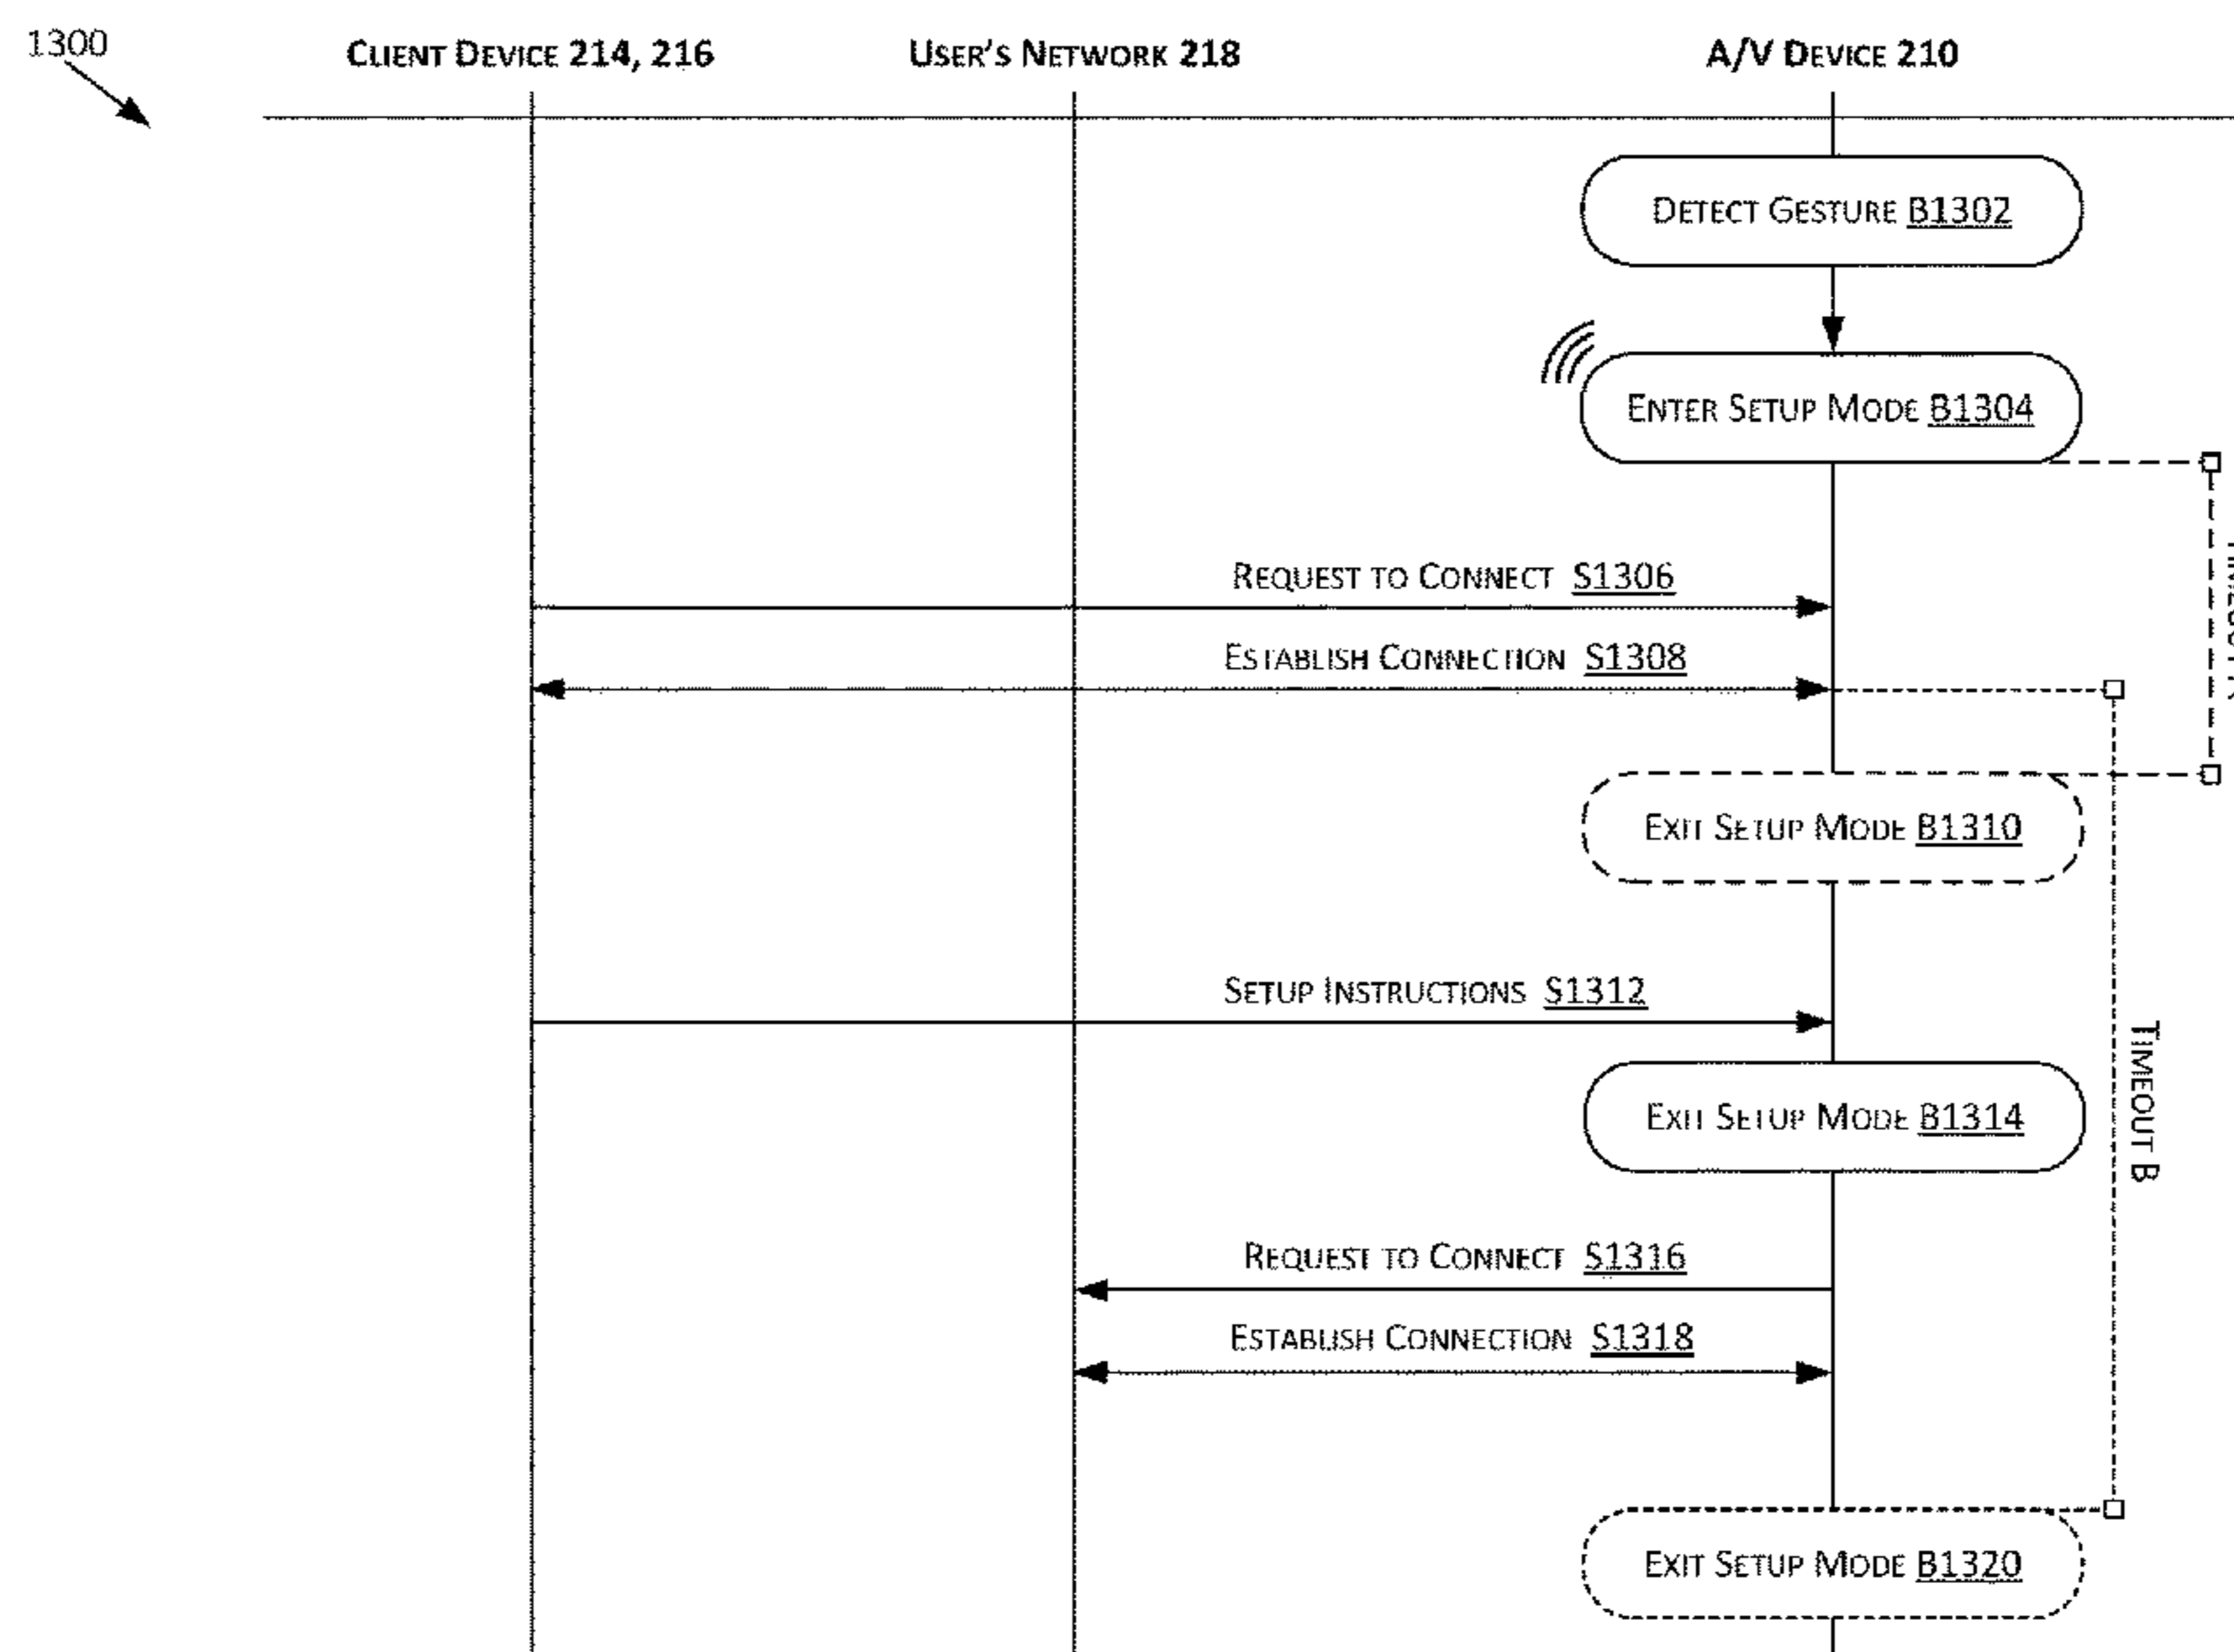 1300
CLIENT DEVICE 214, 216
USER'S NETWORK 218
A/V DEVICE 210
DETECT GESTURE B1302
ENTER SETUP MODE B1304
REQUEST TO CONNECT S1306
ESTABLISH CONNECTION S1308
EXIT SETUP MODE B1310
SETUP INSTRUCTIONS S1312
TIMEOUT B
EXIT SETUP MODE B1314
REQUEST TO CONNECT S1316
ESTABLISH CONNECTION S1318
EXIT SETUP MODE B1320